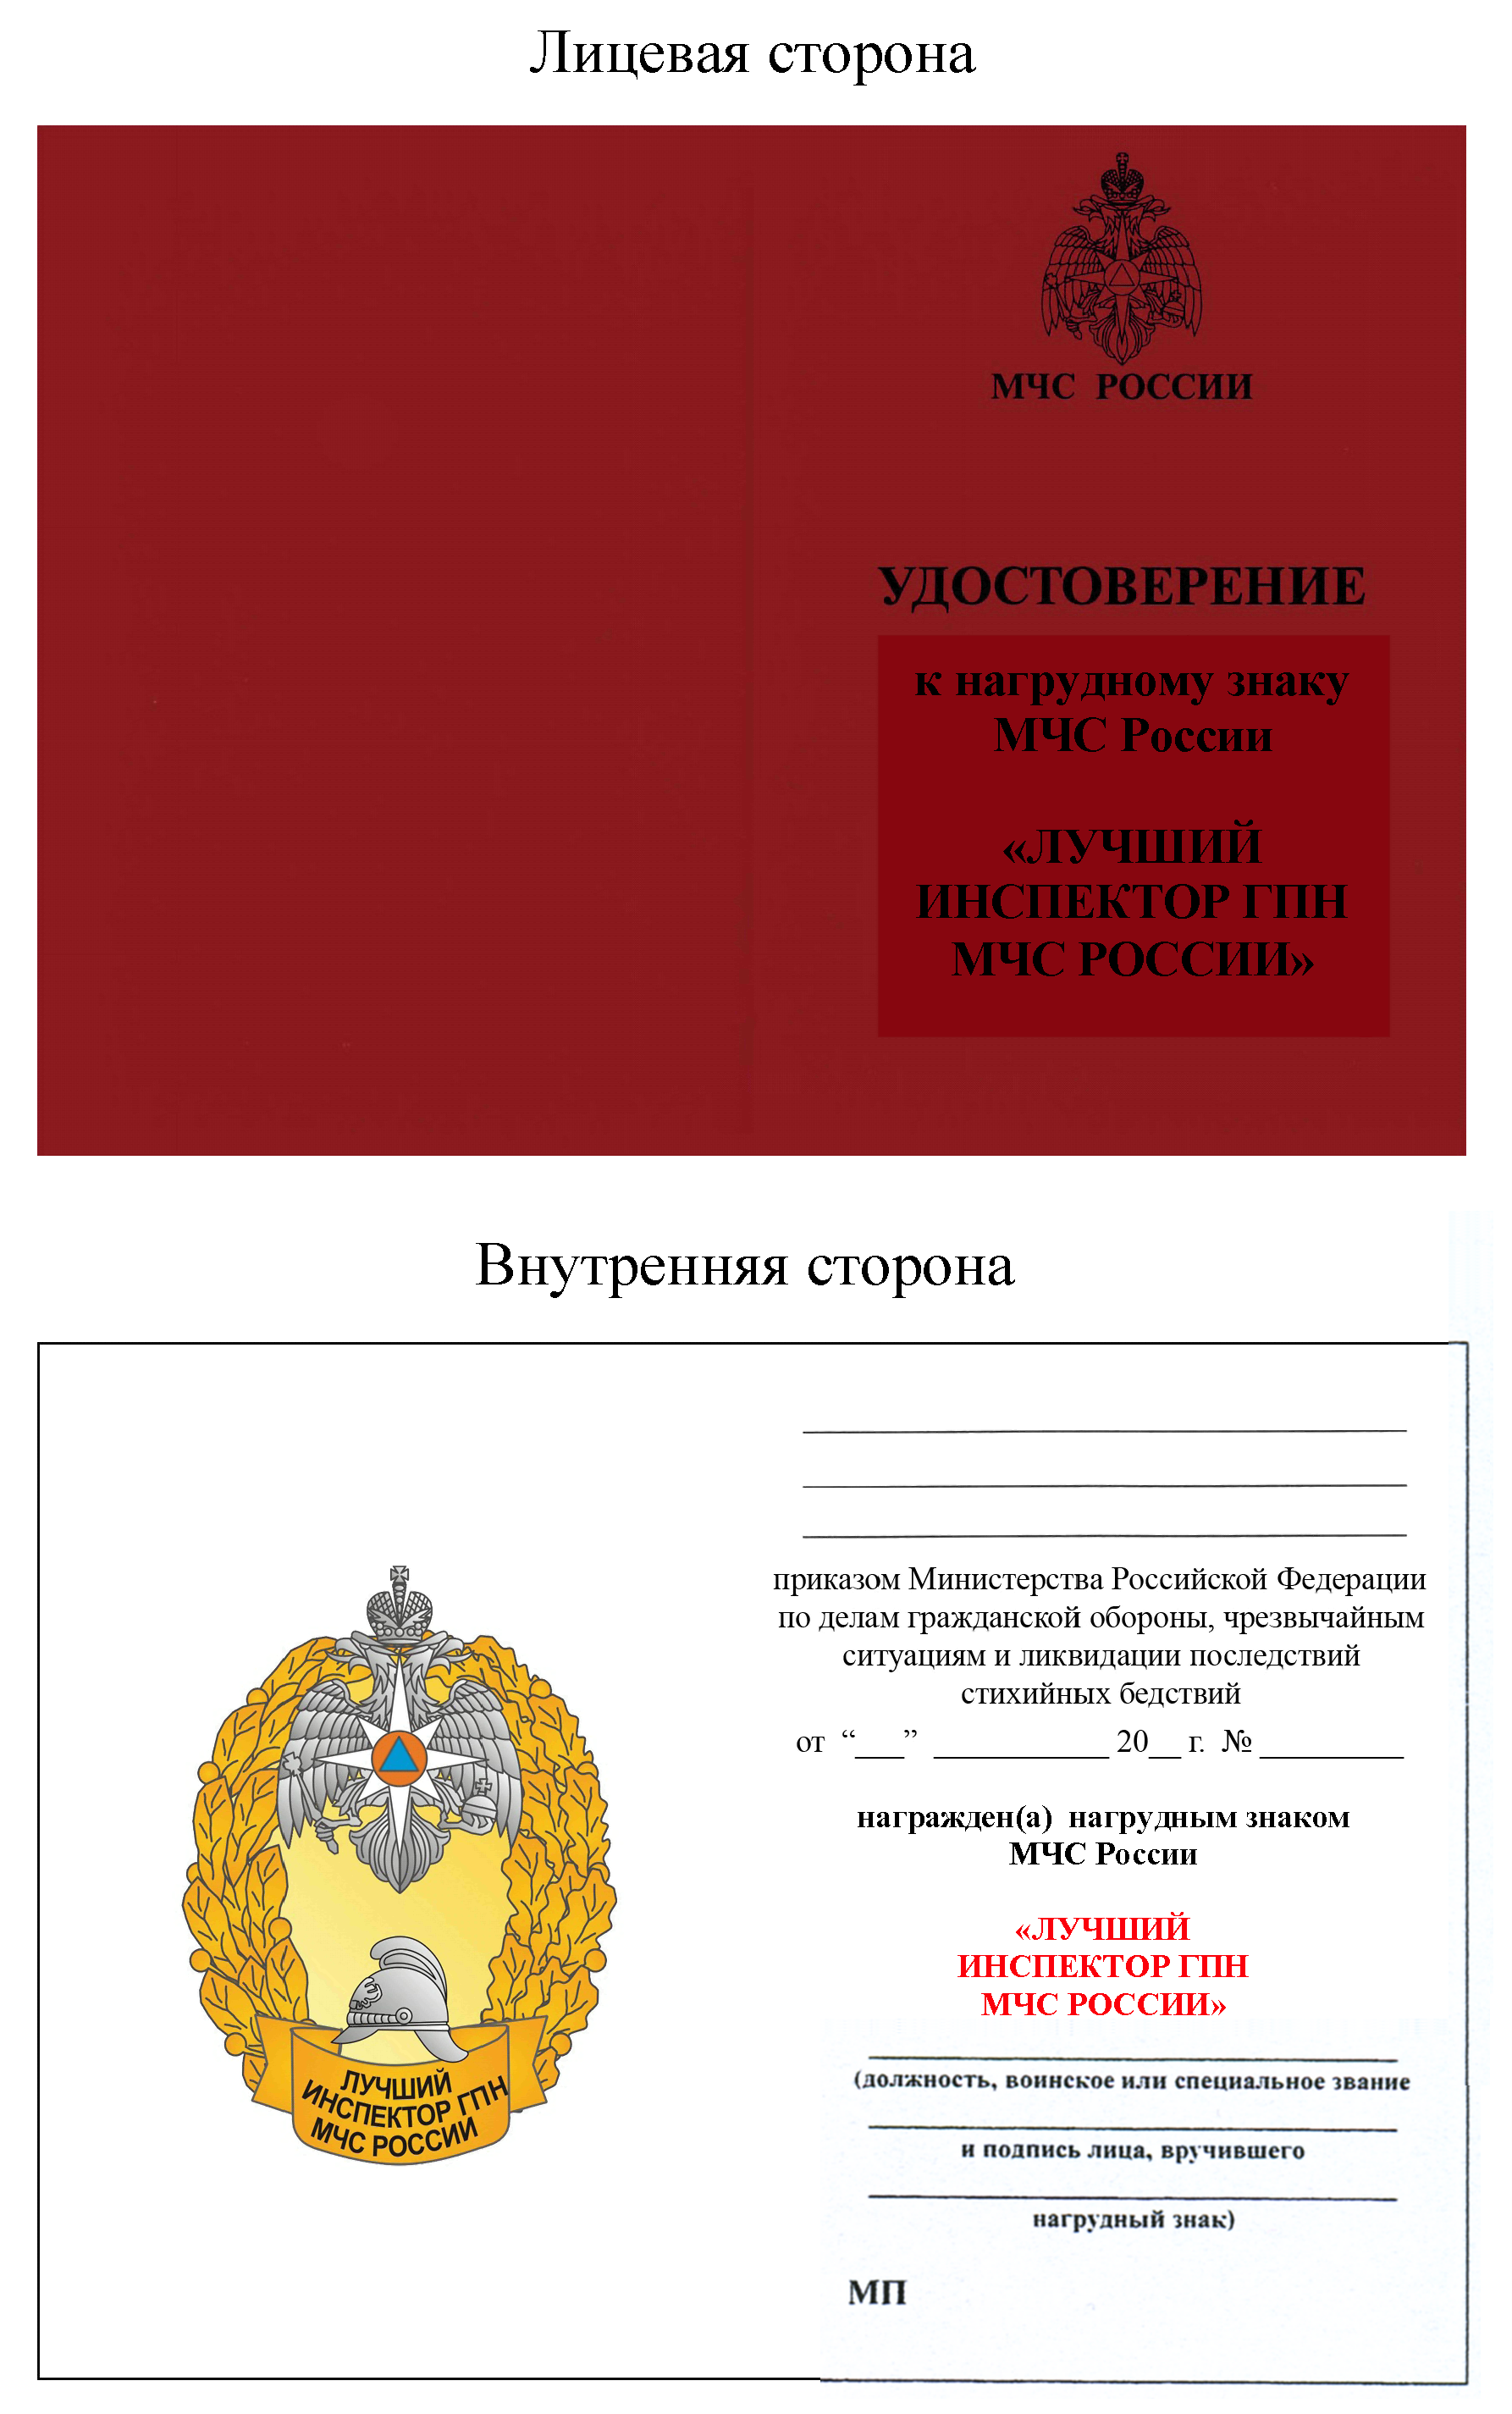 Лицевая сторона
МЧС РОССИИ
УДОСТОВЕРЕНИЕ
к нагрудному знаку
МЧС России
«ЛУЧШИЙ
ИНСПЕКТОР ГПН
МЧС РОССИИ»
Внутренняя сторона
приказом Министерства Российской Федерации
по делам гражданской обороны, чрезвычайным
ситуациям и ликвидации последствий
стихийных бедствий
от “___” ___________ 20__ г. № _________
награжден(а) нагрудным знаком
МЧС России
«ЛУЧШИЙ
ИНСПЕКТОР ГПН
МЧС РОССИИ»
(должность, воинское или специальное звание
и подпись лица, вручившего
нагрудный знак)
МП
ЛУЧШИЙ
ИНСПЕКТОР ГПН
МЧС РОССИИ